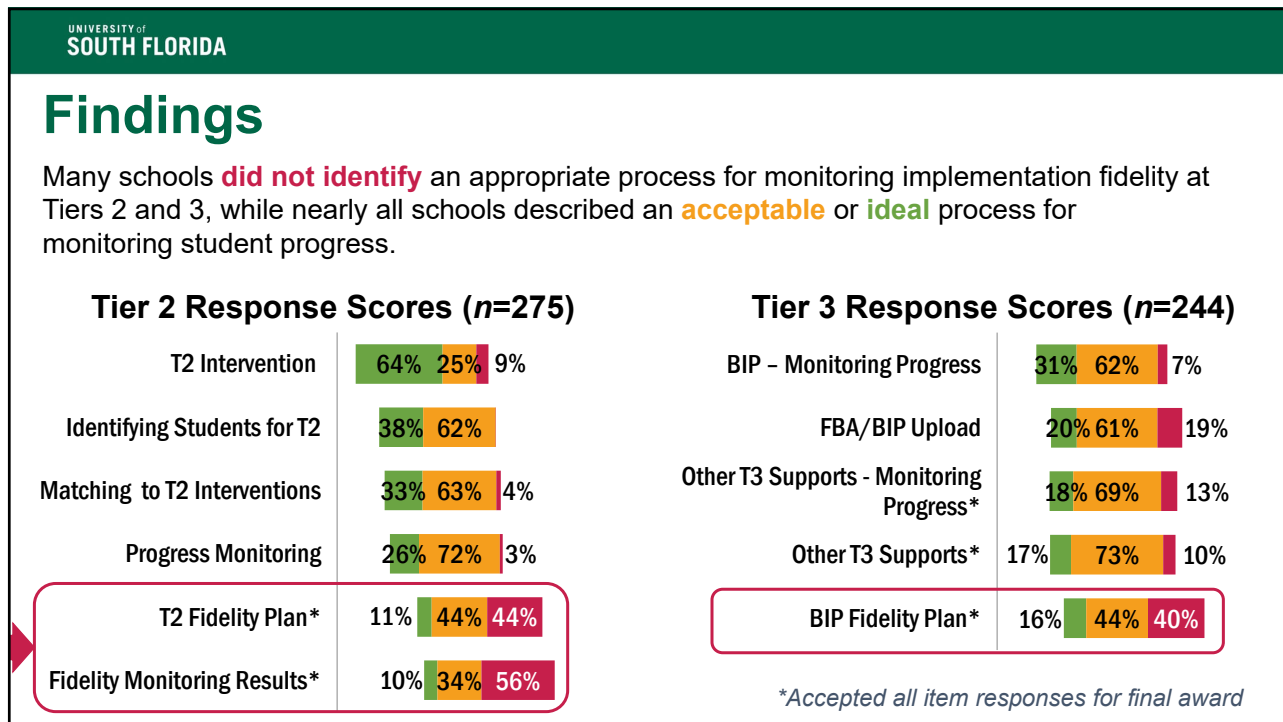 UNIVERSITY of
SOUTH FLORIDA
Findings
Many schools did not identify an appropriate process for monitoring implementation fidelity at
Tiers 2 and 3, while nearly all schools described an acceptable or ideal process for
monitoring student progress.
Tier 2 Response Scores (n=275)
T2 Intervention 64% 25% 9%
Identifying Students for T2 38% 62%
Matching to T2 Interventions 33% 63% 4%
Progress Monitoring 26% 72% 3%
T2 Fidelity Plan* 11% 44% 44%
Fidelity Monitoring Results* 10% 34% 56%
Tier 3 Response Scores (n=244)
BIP – Monitoring Progress 31% 62% 7%
FBA/BIP Upload 20% 61% 19%
Other T3 Supports - Monitoring
Progress* 18% 69% 13%
Other T3 Supports* 17% 73% 10%
BIP Fidelity Plan* 16% 44% 40%
*Accepted all item responses for final award